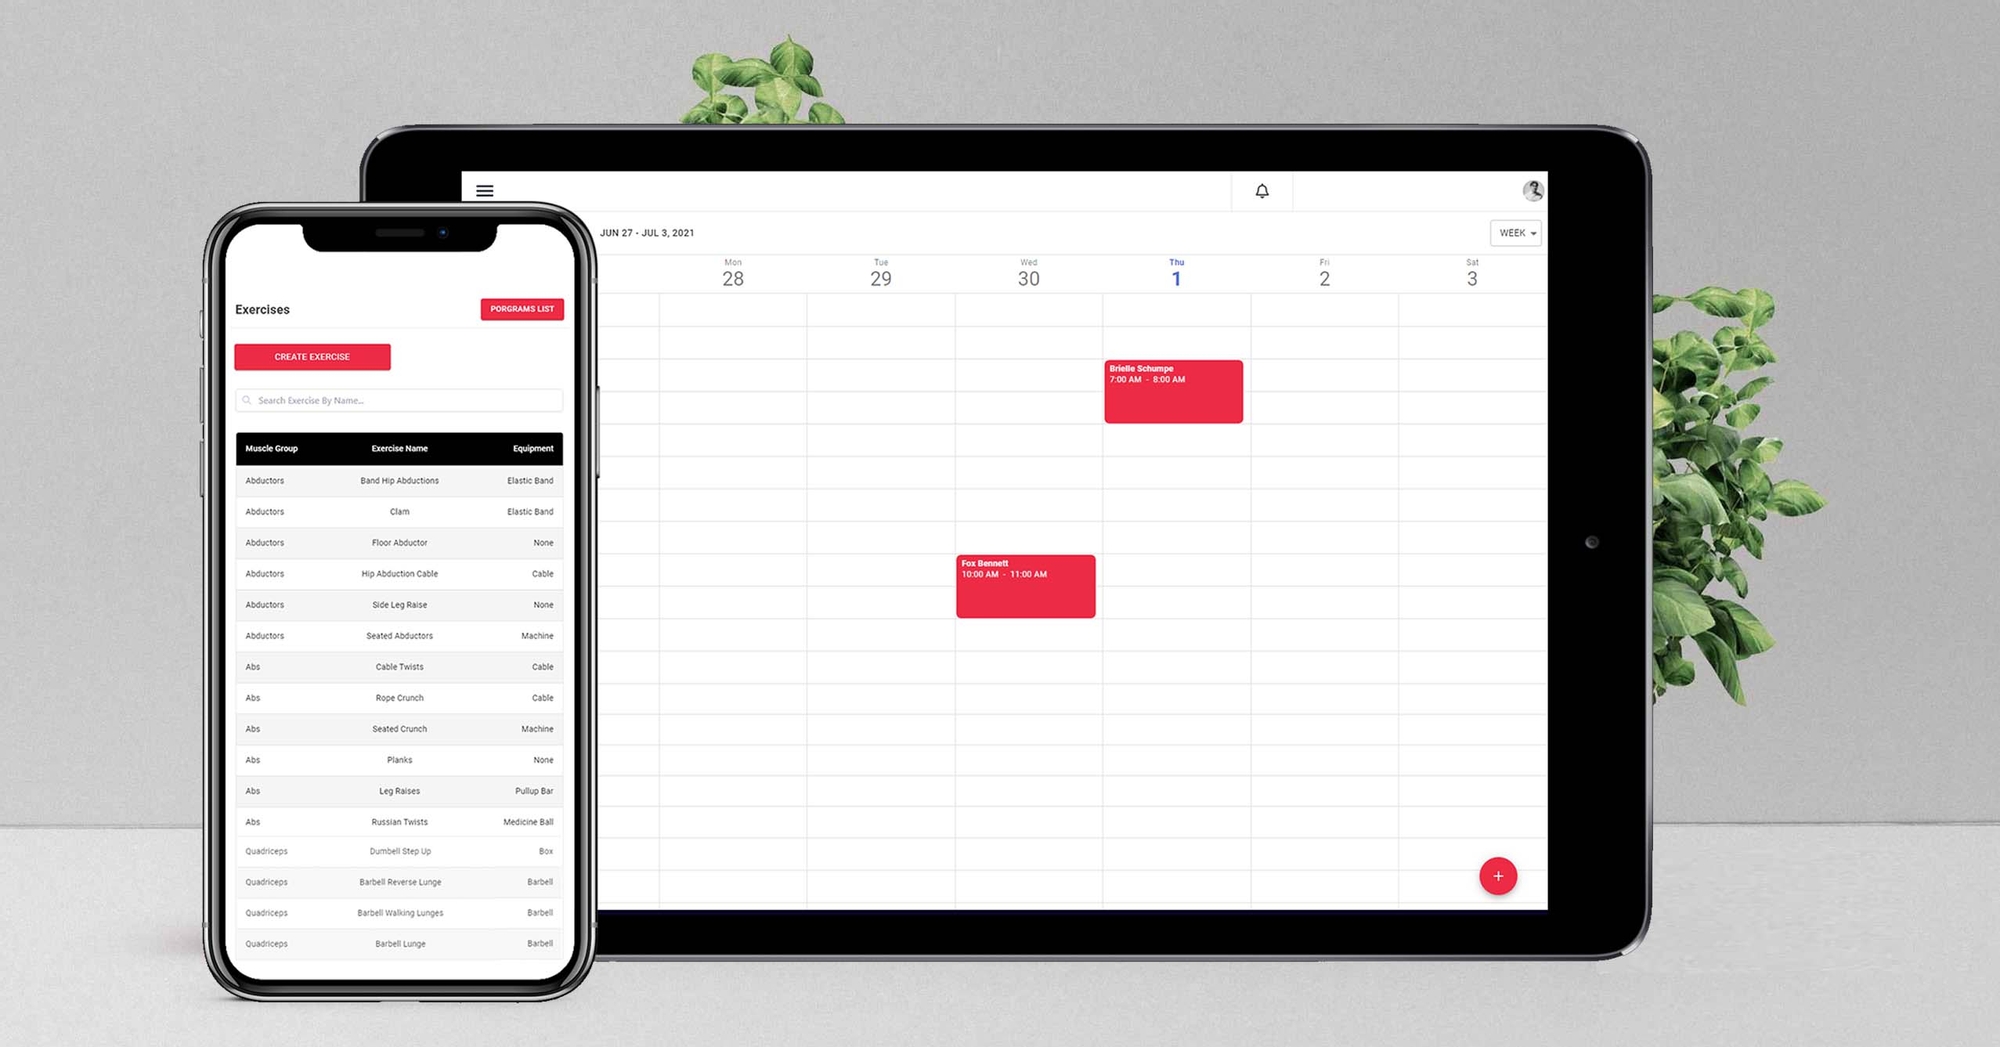 JUN 27 - JUL 3, 2021
WEEK
Mon
28
Tue
29
Wed
30
Thu
1
Fri
2
Sat
3
Brielle Schumpe
7:00 AM - 8:00 AM
Fox Bennett
10:00 AM - 11:00 AM
+
Exercises
PORGRAMS LIST
CREATE EXERCISE
Search Exercise By Name...
Muscle Group Exercise Name Equipment
Abductors Band Hip Abductions Elastic Band
Abductors Clam Elastic Band
Abductors Floor Abductor None
Abductors Hip Abduction Cable Cable
Abductors Side Leg Raise None
Abductors Seated Abductors Machine
Abs Cable Twists Cable
Abs Rope Crunch Cable
Abs Seated Crunch Machine
Abs Planks None
Abs Leg Raises Pullup Bar
Abs Russian Twists Medicine Ball
Quadriceps Dumbell Step Up Box
Quadriceps Barbell Reverse Lunge Barbell
Quadriceps Barbell Walking Lunges Barbell
Quadriceps Barbell Lunge Barbell